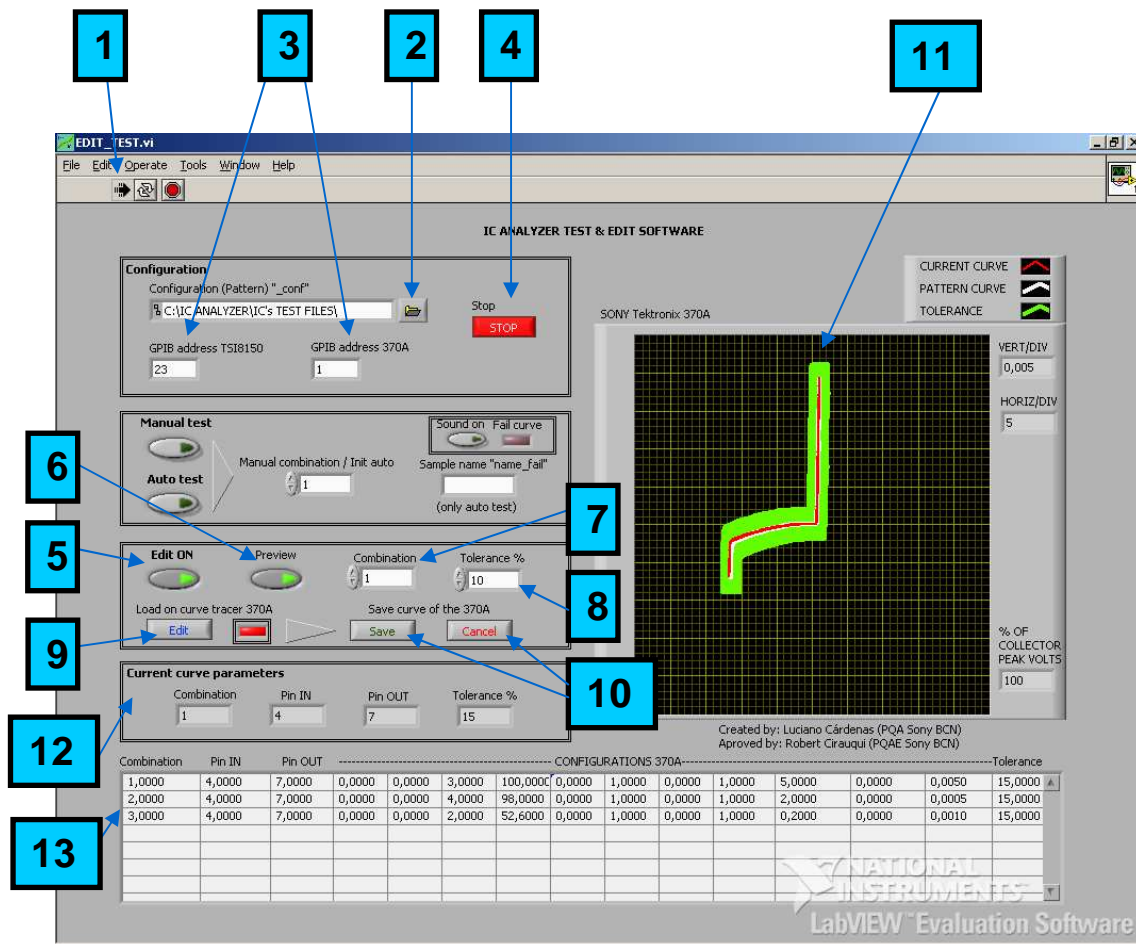 1
3
2
4
11
EDIT_TEST.vi
File Edit Operate Tools Window Help
IC ANALYZER TEST & EDIT SOFTWARE
Configuration
Configuration (Pattern) "_conf"
C:\IC ANALYZER\IC's TEST FILES\
Stop
STOP
GPIB address TSI8150
GPIB address 370A
23
1
CURRENT CURVE
PATTERN CURVE
TOLERANCE
SONY Tektronix 370A
VERT/DIV
0,005
HORIZ/DIV
5
Manual test
Sound on Fail curve
Manual combination / Init auto
Sample name "name_fail"
Auto test
1
(only auto test)
6
7
5
Edit ON
Preview
Combination
Tolerance %
1
10
8
Load on curve tracer 370A
Save curve of the 370A
Edit
Save
Cancel
9
10
% OF
COLLECTOR
PEAK VOLTS
100
Current curve parameters
Combination
Pin IN
Pin OUT
Tolerance %
1
4
7
15
12
Created by: Luciano Cárdenas (PQA Sony BCN)
Aproved by: Robert Cirauqui (PQAE Sony BCN)
Combination Pin IN Pin OUT ---------- CONFIGURATIONS 370A---------- Tolerance
1,0000 4,0000 7,0000 0,0000 0,0000 3,0000 100,000C 0,0000 1,0000 0,0000 1,0000 5,0000 0,0000 0,0050 15,0000
2,0000 4,0000 7,0000 0,0000 0,0000 4,0000 98,0000 0,0000 1,0000 0,0000 1,0000 2,0000 0,0000 0,0005 15,0000
3,0000 4,0000 7,0000 0,0000 0,0000 2,0000 52,6000 0,0000 1,0000 0,0000 1,0000 0,2000 0,0000 0,0010 15,0000
13
NATIONAL
INSTRUMENTS
LabVIEW™ Evaluation Software